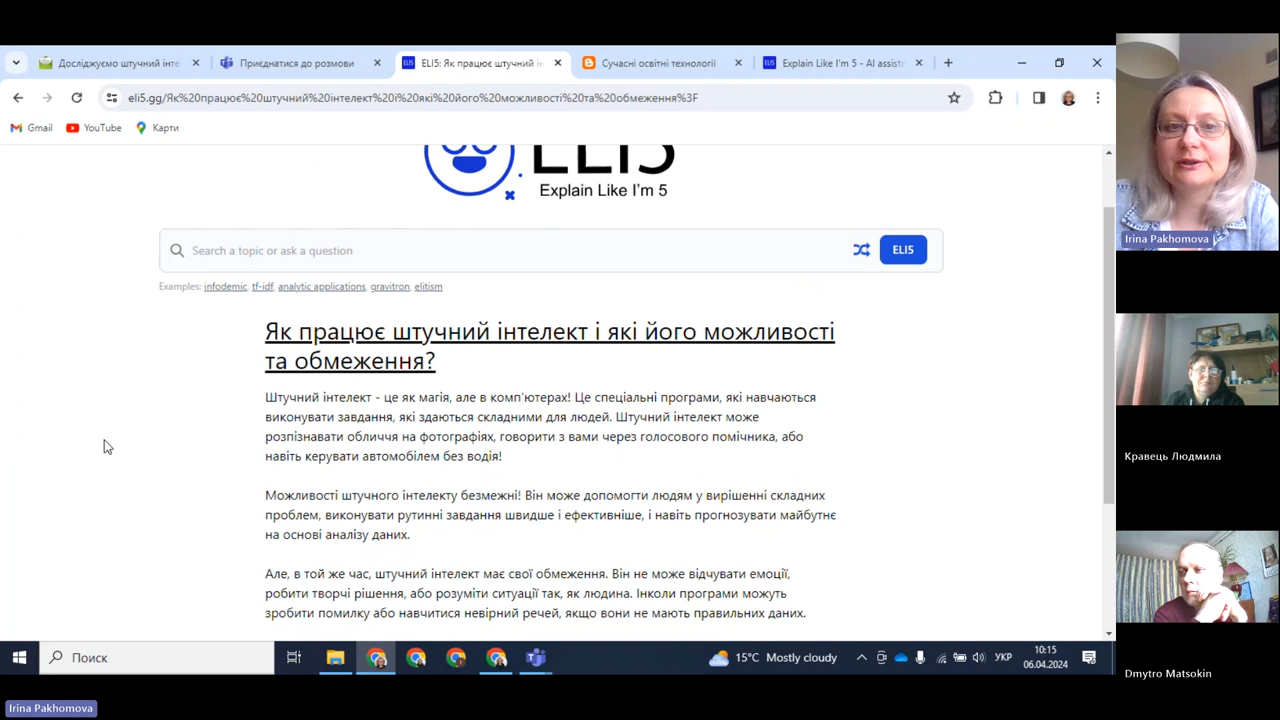 Досліджуємо штучний інте
Приєднатися до розмови
ELI5: Як працює штучний ін
Сучасні освітні технології
Explain Like I'm 5 - AI assist
eli5.gg/Як%20працює%20штучний%20інтелект%20і%20які%20його%20можливості%20та%20обмеження%3F
Gmail
YouTube
Карти
ELI5
Explain Like I'm 5
Search a topic or ask a question
ELI5
Examples: infodemic, tf-idf, analytic applications, gravitron, elitism
Як працює штучний інтелект і які його можливості
та обмеження?
Штучний інтелект - це як магія, але в комп'ютерах! Це спеціальні програми, які навчаються
виконувати завдання, які здаються складними для людей. Штучний інтелект може
розпізнавати обличчя на фотографіях, говорити з вами через голосового помічника, або
навіть керувати автомобілем без водія!
Можливості штучного інтелекту безмежні! Він може допомогти людям у вирішенні складних
проблем, виконувати рутинні завдання швидше і ефективніше, і навіть прогнозувати майбутнє
на основі аналізу даних.
Але, в той же час, штучний інтелект має свої обмеження. Він не може відчувати емоції,
робити творчі рішення, або розуміти ситуації так, як людина. Інколи програми можуть
зробити помилку або навчитися невірній речей, якщо вони не мають правильних даних.
Поиск
15°C Mostly cloudy
УКР
10:15
06.04.2024
Irina Pakhomova
Кравець Людмила
Dmytro Matsokin
Irina Pakhomova